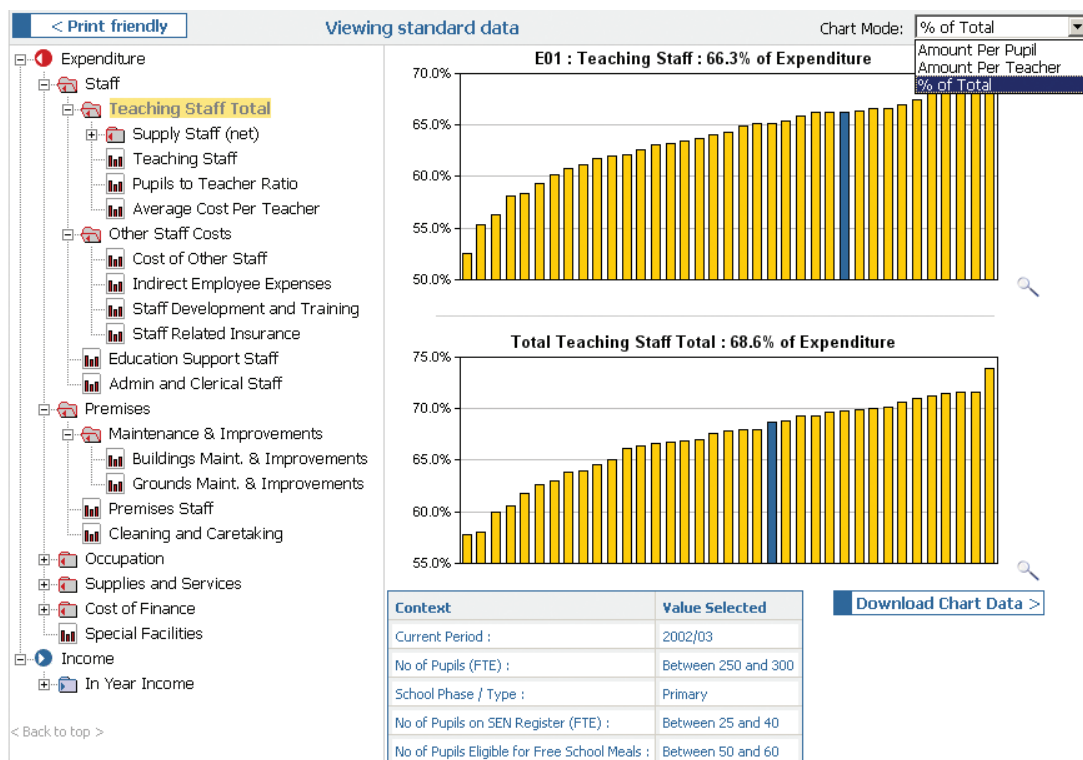 < Print friendly
Viewing standard data
Chart Mode:
% of Total
Amount Per Pupil
Amount Per Teacher
% of Total
Expenditure
Staff
Teaching Staff Total
Supply Staff (net)
Teaching Staff
Pupils to Teacher Ratio
Average Cost Per Teacher
Other Staff Costs
Cost of Other Staff
Indirect Employee Expenses
Staff Development and Training
Staff Related Insurance
Education Support Staff
Admin and Clerical Staff
Premises
Maintenance & Improvements
Buildings Maint. & Improvements
Grounds Maint. & Improvements
Premises Staff
Cleaning and Caretaking
Occupation
Supplies and Services
Cost of Finance
Special Facilities
Income
In Year Income
< Back to top >
E01 : Teaching Staff : 66.3% of Expenditure
70.0%
65.0%
60.0%
55.0%
50.0%
Total Teaching Staff Total : 68.6% of Expenditure
75.0%
70.0%
65.0%
60.0%
55.0%
Context Value Selected
Current Period : 2002/03
No of Pupils (FTE) : Between 250 and 300
School Phase / Type : Primary
No of Pupils on SEN Register (FTE) : Between 25 and 40
No of Pupils Eligible for Free School Meals : Between 50 and 60
Download Chart Data >